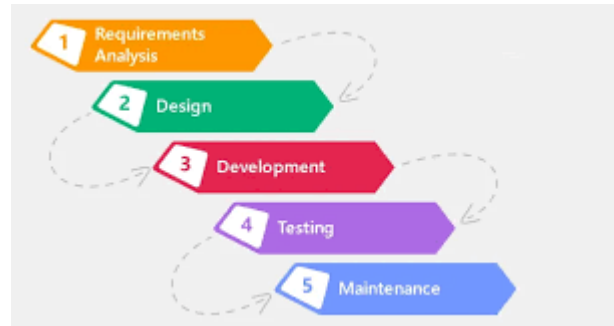 1
Requirements
Analysis
2
Design
3
Development
4
Testing
5
Maintenance